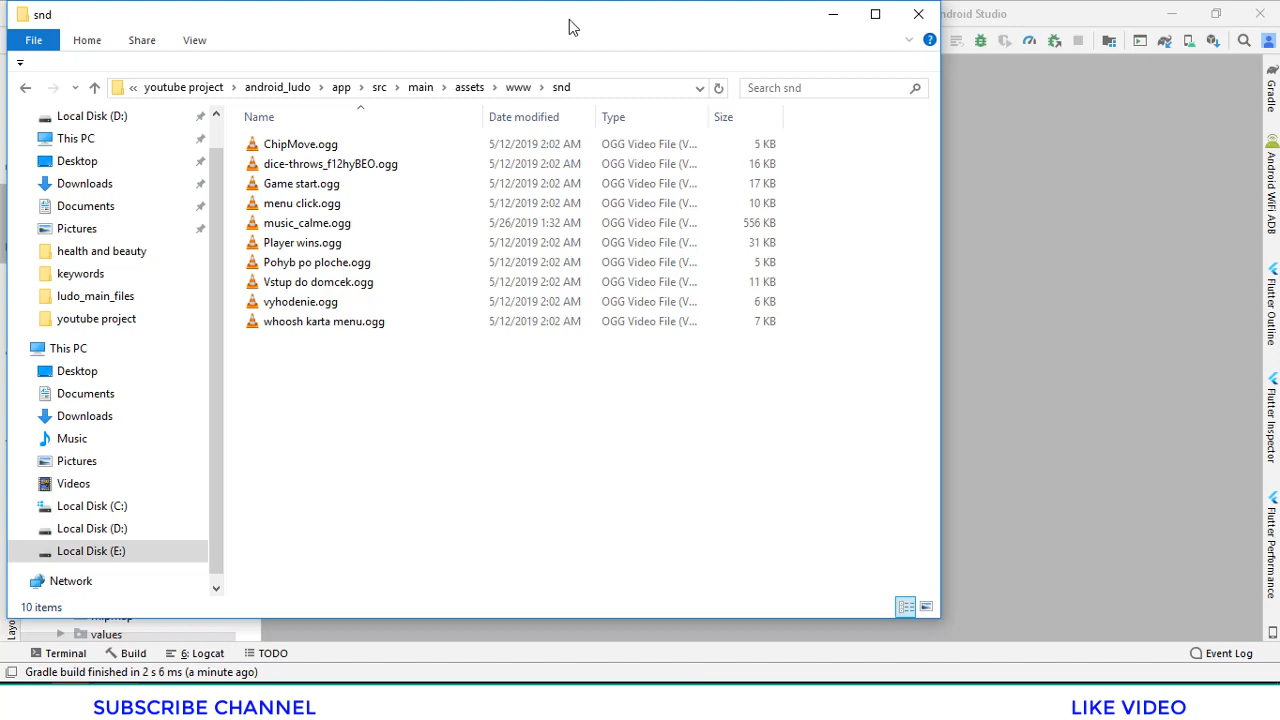 snd
ndroid Studio
File Home Share View
« youtube project > android_ludo > app > src > main > assets > www > snd
Search snd
Name Date modified Type Size
ChipMove.ogg 5/12/2019 2:02 AM OGG Video File (V... 5 KB
dice-throws_f12hyBEO.ogg 5/12/2019 2:02 AM OGG Video File (V... 16 KB
Game start.ogg 5/12/2019 2:02 AM OGG Video File (V... 17 KB
menu click.ogg 5/12/2019 2:02 AM OGG Video File (V... 10 KB
music_calme.ogg 5/26/2019 1:32 AM OGG Video File (V... 556 KB
Player wins.ogg 5/12/2019 2:02 AM OGG Video File (V... 31 KB
Pohyb po ploche.ogg 5/12/2019 2:02 AM OGG Video File (V... 5 KB
Vstup do domcek.ogg 5/12/2019 2:02 AM OGG Video File (V... 11 KB
vyhodenie.ogg 5/12/2019 2:02 AM OGG Video File (V... 6 KB
whoosh karta menu.ogg 5/12/2019 2:02 AM OGG Video File (V... 7 KB
Local Disk (D:)
This PC
Desktop
Downloads
Documents
Pictures
health and beauty
keywords
ludo_main_files
youtube project
This PC
Desktop
Documents
Downloads
Music
Pictures
Videos
Local Disk (C:)
Local Disk (D:)
Local Disk (E:)
Network
10 items
Gradle
Android WiFi ADB
Flutter Outline
Flutter Inspector
Flutter Performance
values
Terminal Build 6: Logcat TODO Event Log
Gradle build finished in 2 s 6 ms (a minute ago)
SUBSCRIBE CHANNEL
LIKE VIDEO